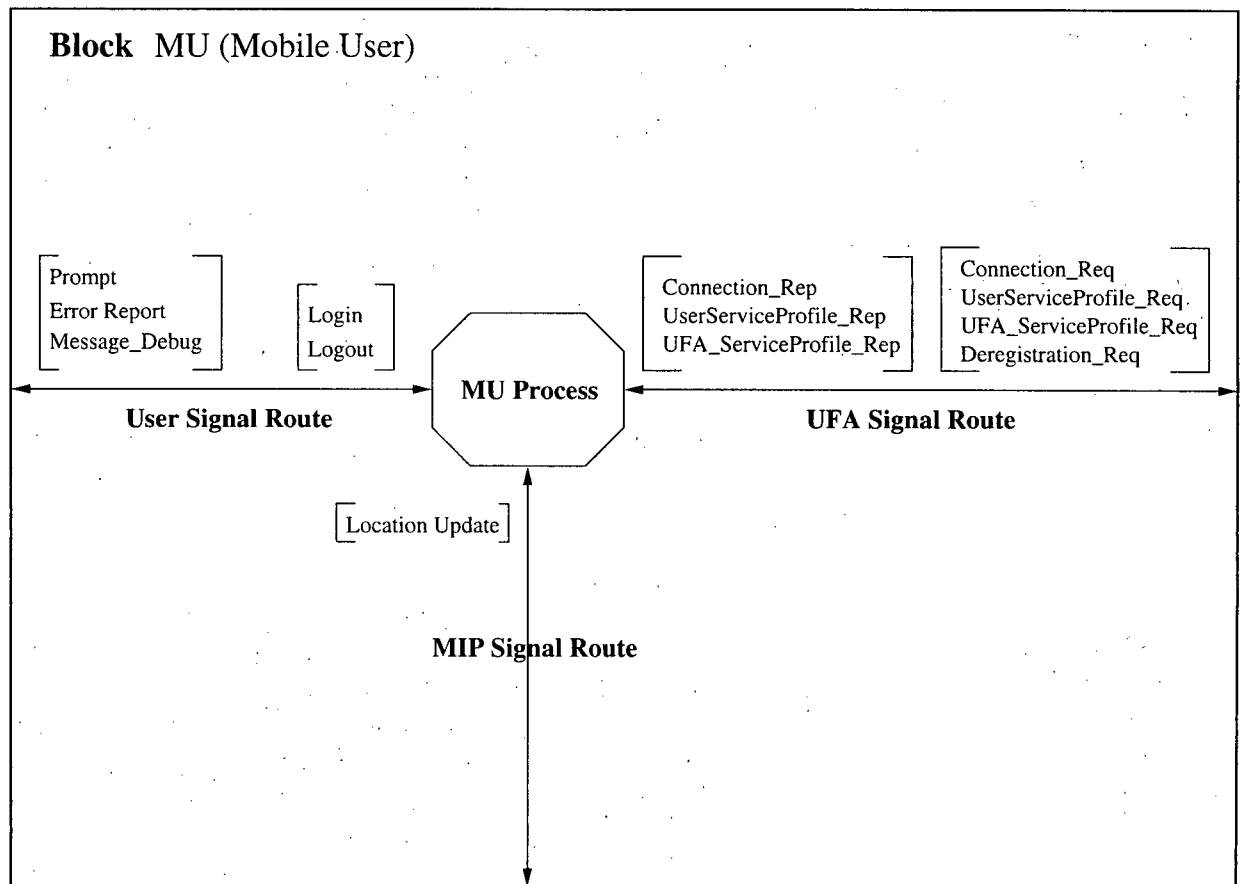 Block MU (Mobile User)
Prompt
Error Report
Message_Debug
Login
Logout
Connection_Rep
UserServiceProfile_Rep
UFA_ServiceProfile_Rep
Connection_Req
UserServiceProfile_Req
UFA_ServiceProfile_Req
Deregistration_Req
MU Process
User Signal Route
UFA Signal Route
Location Update
MIP Signal Route